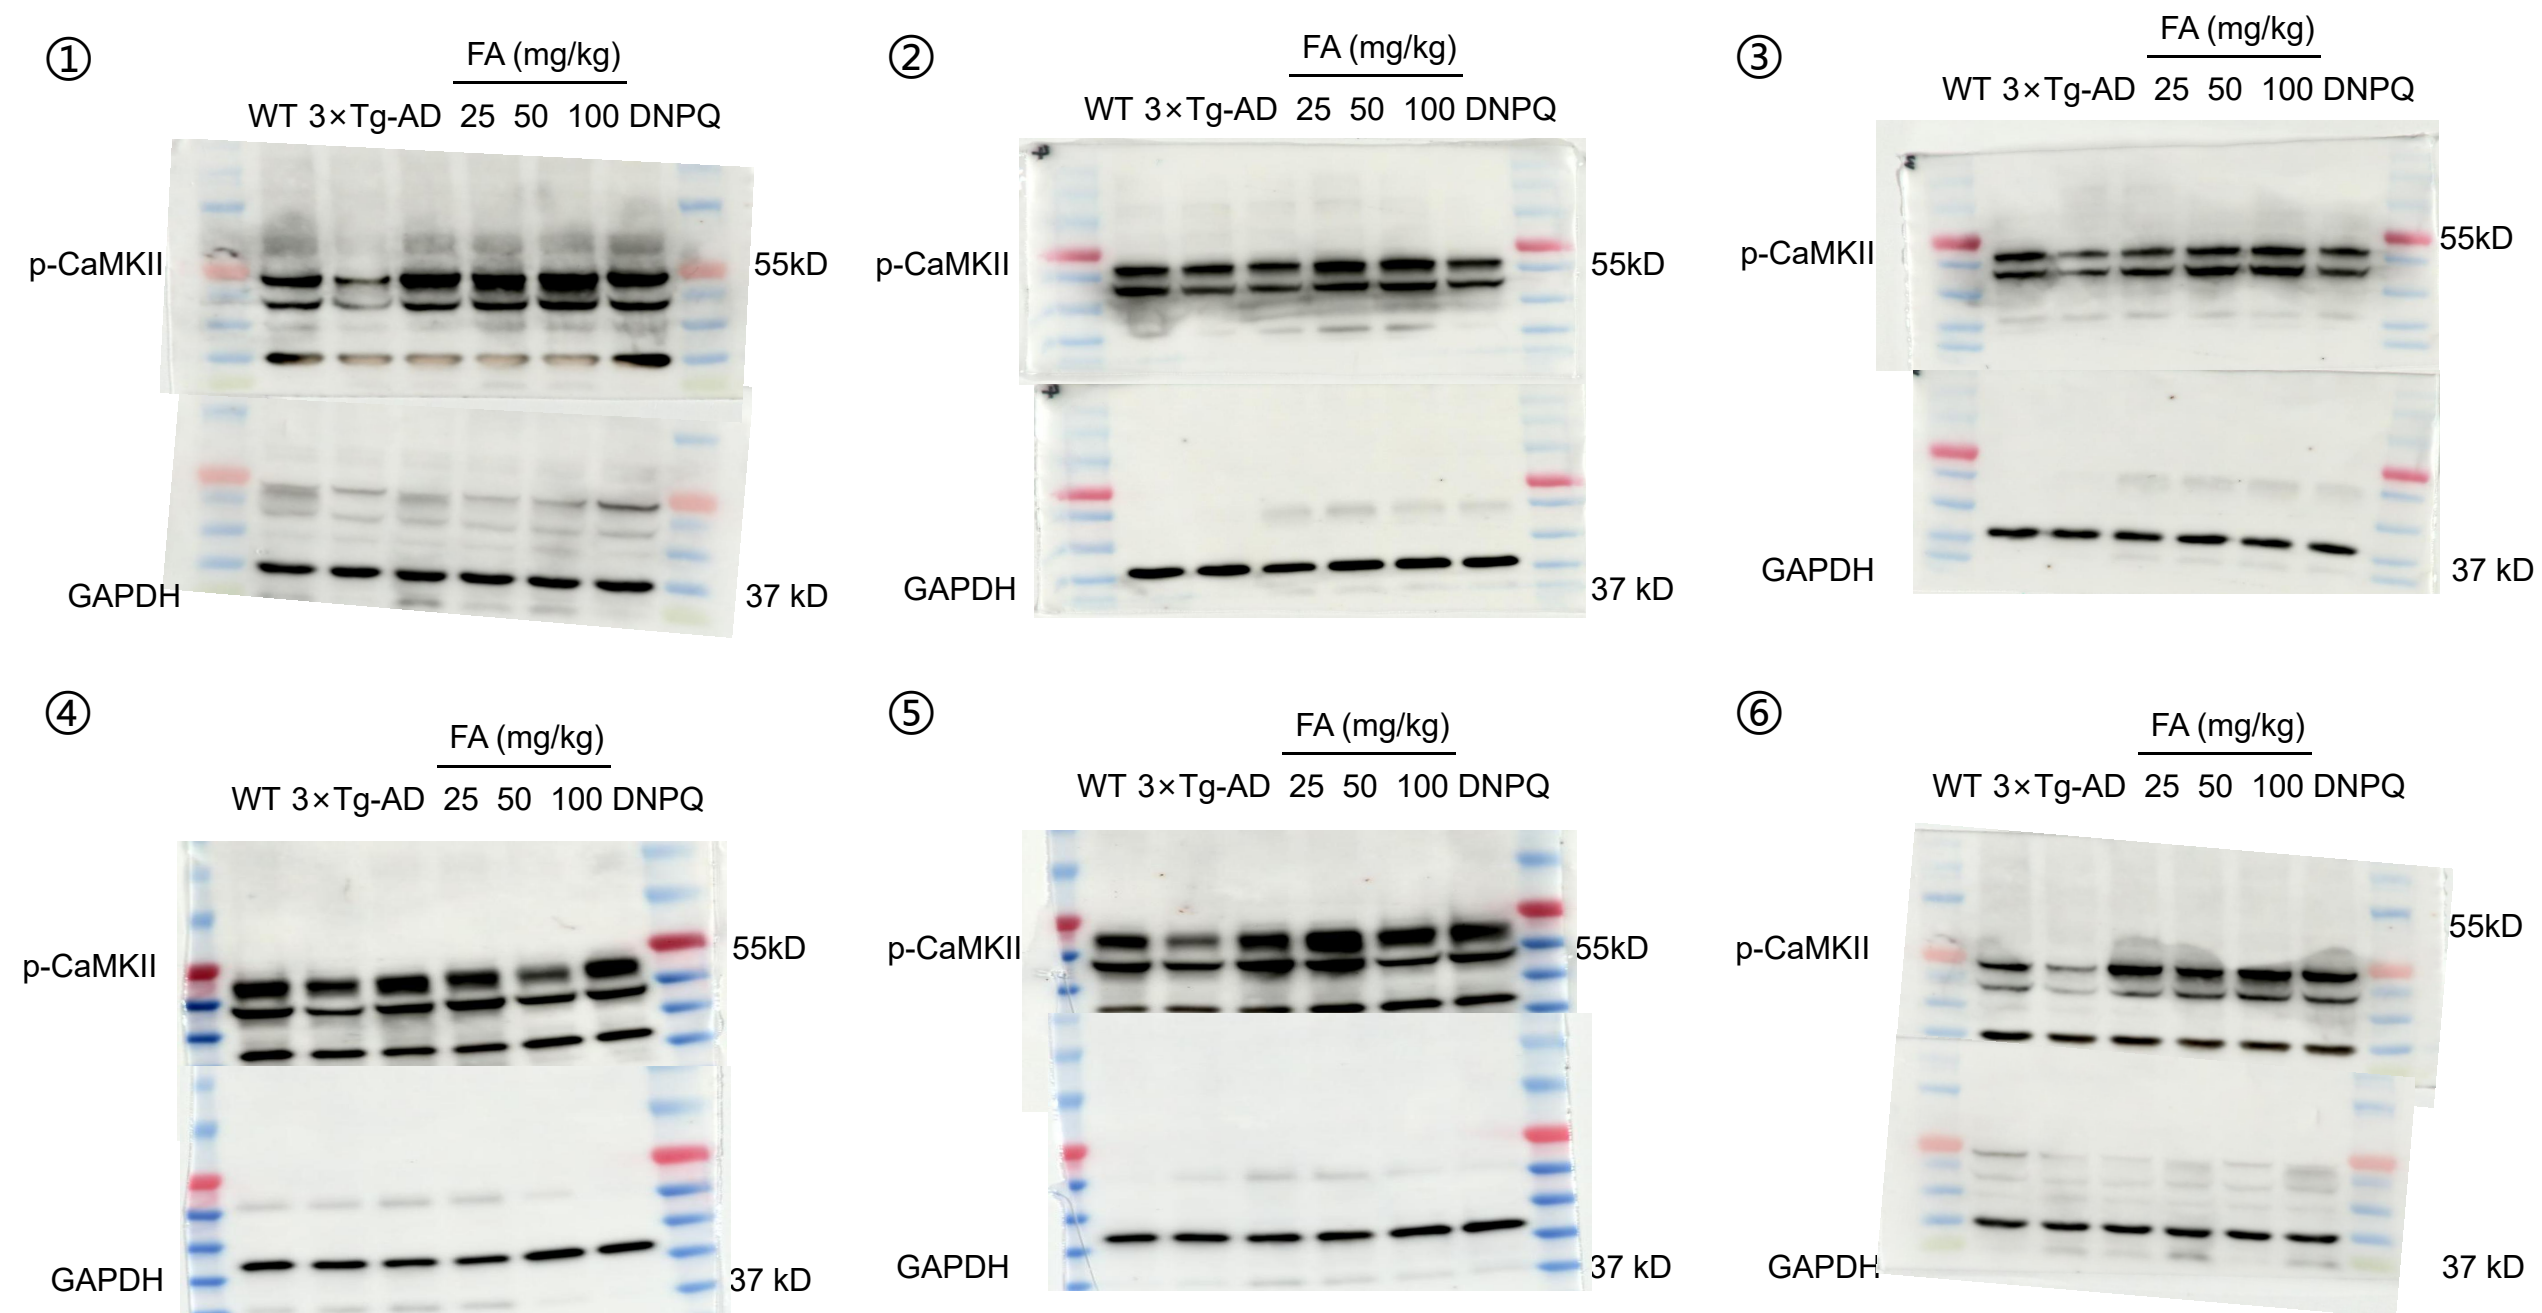 ①
FA (mg/kg)
WT 3×Tg-AD 25 50 100 DNPQ
p-CaMKII
55kD
GAPDH
37 kD
②
FA (mg/kg)
WT 3×Tg-AD 25 50 100 DNPQ
p-CaMKII
55kD
GAPDH
37 kD
③
FA (mg/kg)
WT 3×Tg-AD 25 50 100 DNPQ
p-CaMKII
55kD
GAPDH
37 kD
④
FA (mg/kg)
WT 3×Tg-AD 25 50 100 DNPQ
p-CaMKII
55kD
GAPDH
37 kD
⑤
FA (mg/kg)
WT 3×Tg-AD 25 50 100 DNPQ
p-CaMKII
55kD
GAPDH
37 kD
⑥
FA (mg/kg)
WT 3×Tg-AD 25 50 100 DNPQ
p-CaMKII
55kD
GAPDH
37 kD